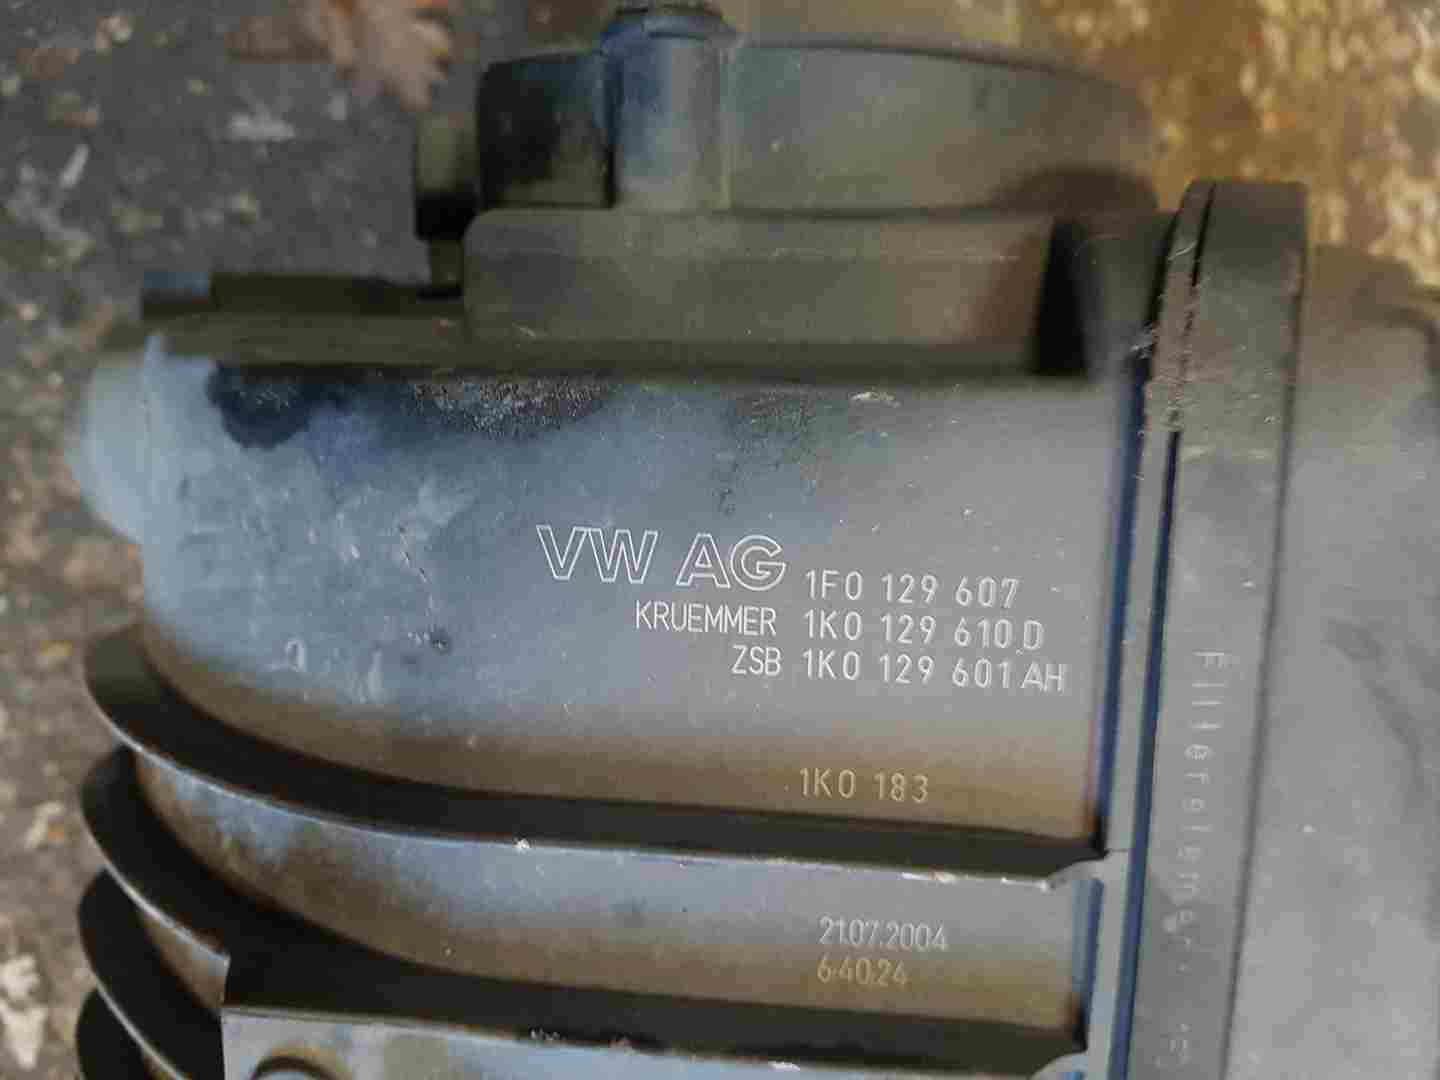 VW AG 1F0 129 607
KRUEMMER 1K0 129 610 D
ZSB 1K0 129 601 AH
1K0 183
21.07.2004
6:40:24